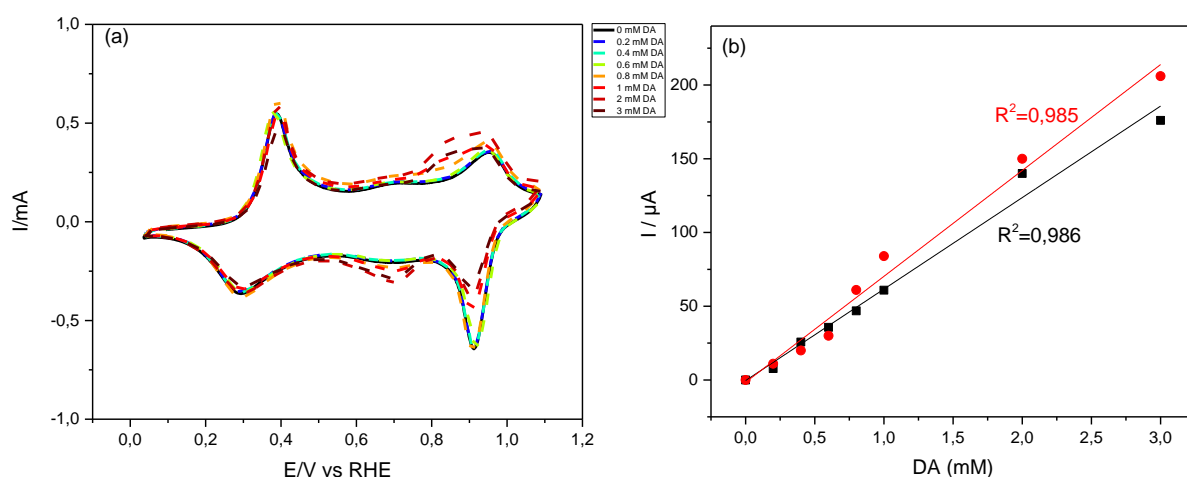 (a)
1,0
0,5
0,0
-0,5
-1,0
I/mA
0,0 0,2 0,4 0,6 0,8 1,0 1,2
E/V vs RHE
0 mM DA
0.2 mM DA
0.4 mM DA
0.6 mM DA
0.8 mM DA
1 mM DA
2 mM DA
3 mM DA
(b)
200
150
100
50
0
I / µA
R²=0,985
R²=0,986
0,0 0,5 1,0 1,5 2,0 2,5 3,0
DA (mM)